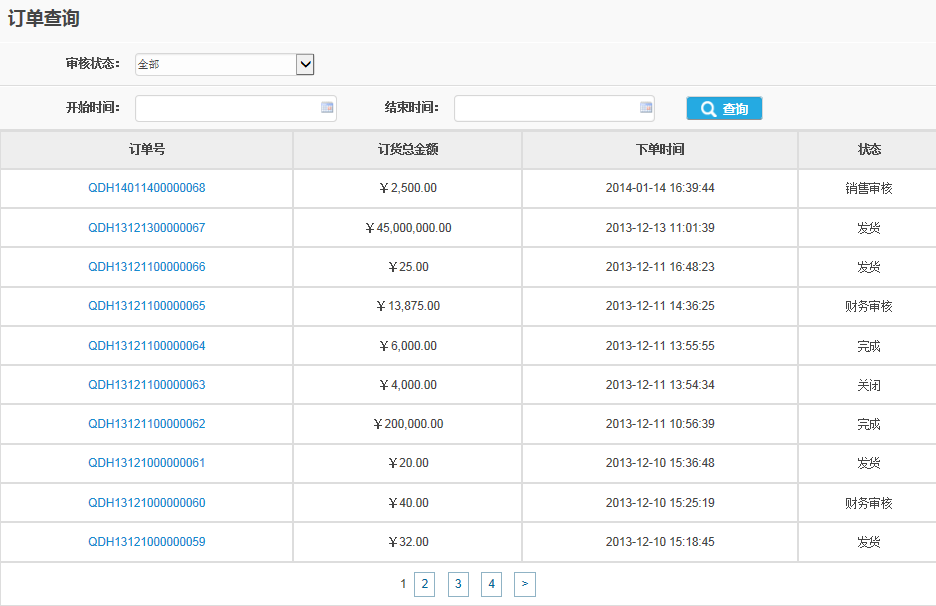 订单查询
审核状态： 全部
开始时间： 结束时间： 查询
订单号 订货总金额 下单时间 状态
QDH14011400000068 ￥2,500.00 2014-01-14 16:39:44 销售审核
QDH13121300000067 ￥45,000,000.00 2013-12-13 11:01:39 发货
QDH13121100000066 ￥25.00 2013-12-11 16:48:23 发货
QDH13121100000065 ￥13,875.00 2013-12-11 14:36:25 财务审核
QDH13121100000064 ￥6,000.00 2013-12-11 13:55:55 完成
QDH13121100000063 ￥4,000.00 2013-12-11 13:54:34 关闭
QDH13121100000062 ￥200,000.00 2013-12-11 10:56:39 完成
QDH13121000000061 ￥20.00 2013-12-10 15:36:48 发货
QDH13121000000060 ￥40.00 2013-12-10 15:25:19 财务审核
QDH13121000000059 ￥32.00 2013-12-10 15:18:45 发货
1 2 3 4 >